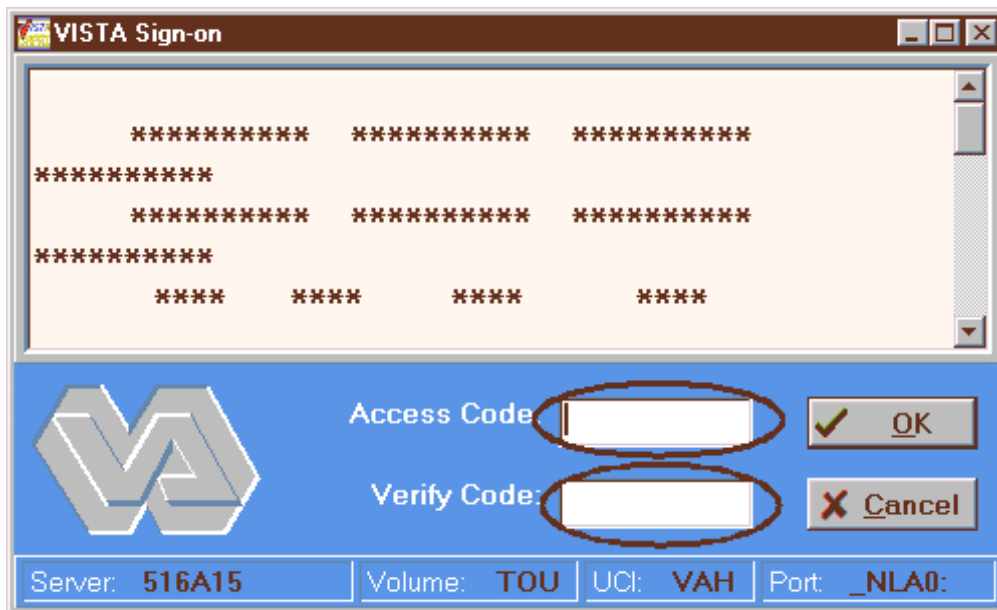 VISTA Sign-on
********** ********** **********
**********
********** ********** **********
**********
**** **** **** ****
Access Code:
OK
Verify Code:
Cancel
Server: 516A15 Volume: TOU UCI: VAH Port: _NLA0: